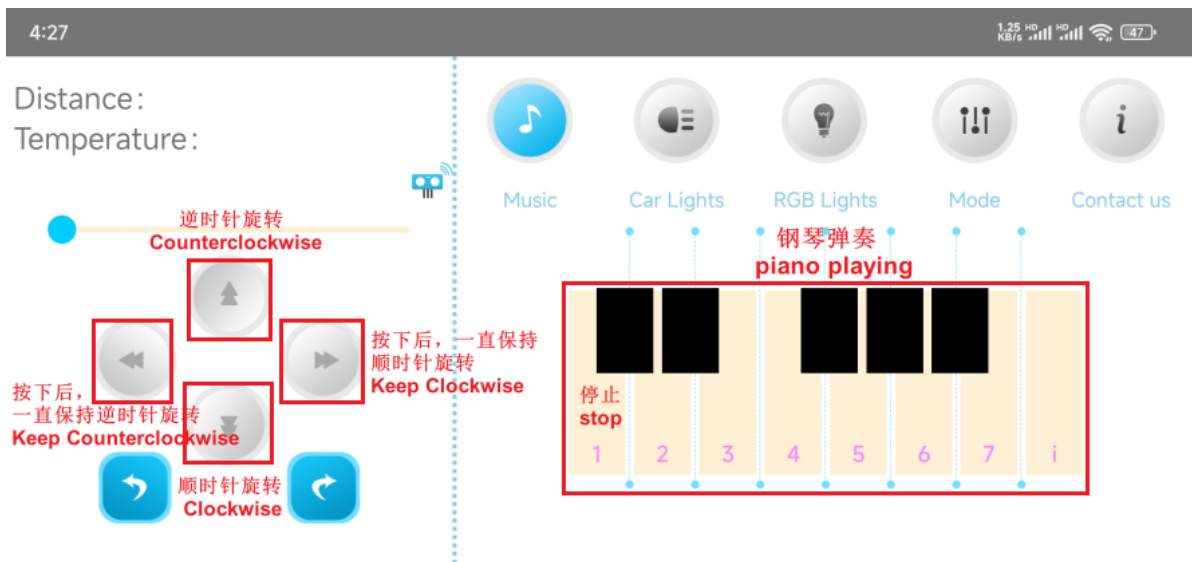 4:27
1.25
KB/s
HD
HD
47
Distance:
Temperature:
逆时针旋转
Counterclockwise
按下后，一直保持
顺时针旋转
Keep Clockwise
按下后，
一直保持逆时针旋转
Keep Counterclockwise
顺时针旋转
Clockwise
Music
Car Lights
RGB Lights
Mode
Contact us
钢琴弹奏
piano playing
停止
stop
1 2 3 4 5 6 7 i